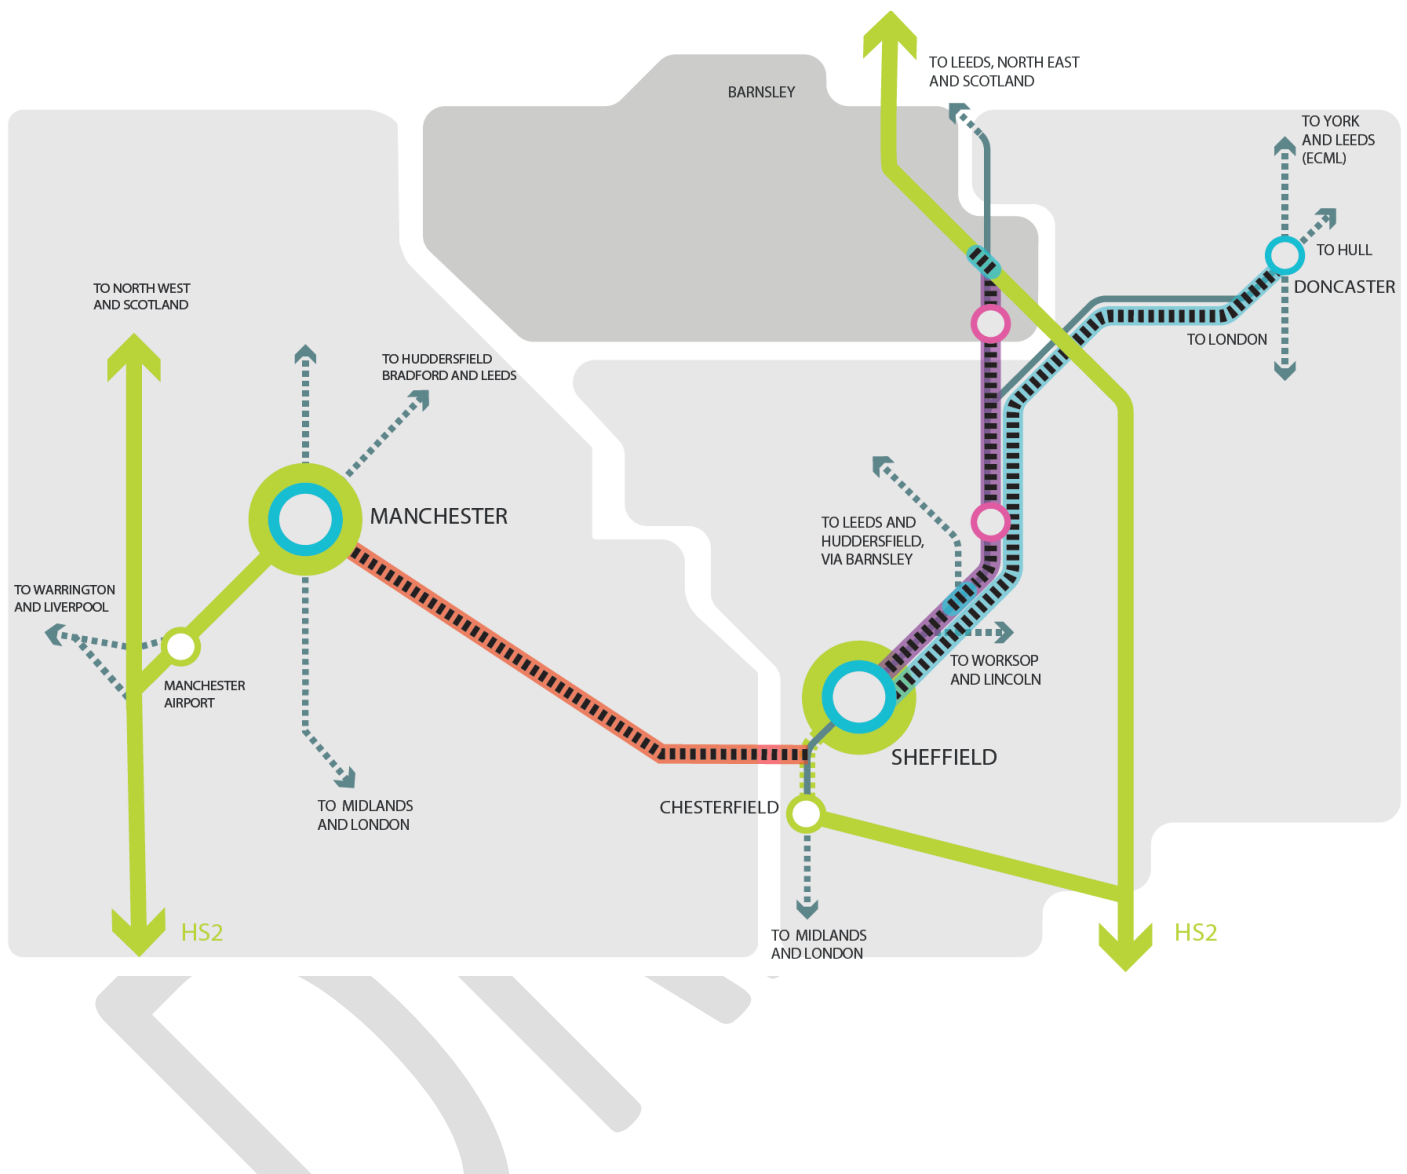 TO LEEDS, NORTH EAST
AND SCOTLAND
BARNSLEY
TO YORK
AND LEEDS
(ECML)
TO HULL
DONCASTER
TO NORTH WEST
AND SCOTLAND
TO LONDON
TO HUDDERSFIELD
BRADFORD AND LEEDS
MANCHESTER
TO LEEDS AND
HUDDERSFIELD,
VIA BARNSLEY
TO WARRINGTON
AND LIVERPOOL
TO WORKSOP
AND LINCOLN
MANCHESTER
AIRPORT
SHEFFIELD
TO MIDLANDS
AND LONDON
CHESTERFIELD
HS2
TO MIDLANDS
AND LONDON
HS2